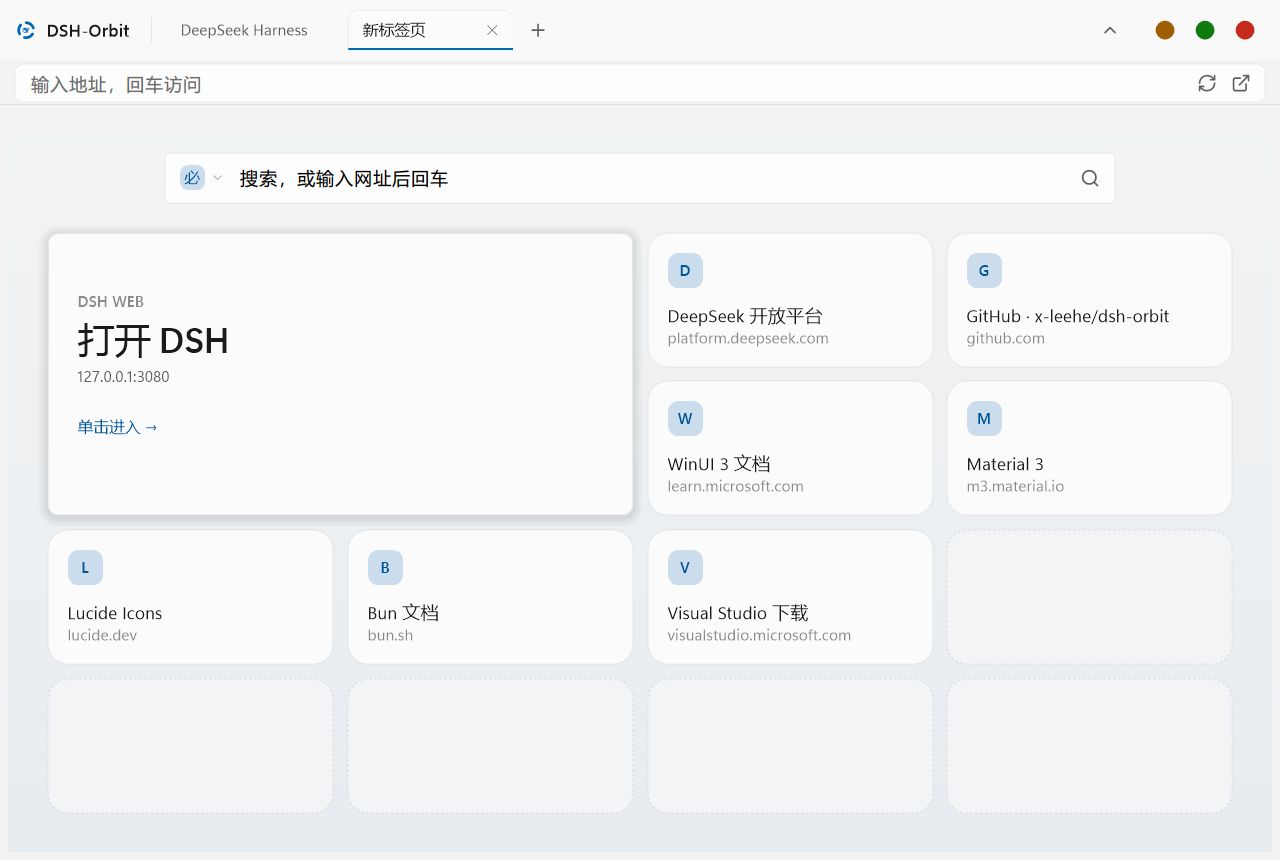 DSH-Orbit
DeepSeek Harness
新标签页
输入地址，回车访问
必
搜索，或输入网址后回车
DSH WEB
打开 DSH
127.0.0.1:3080
单击进入 →
D
DeepSeek 开放平台
platform.deepseek.com
G
GitHub · x-leehe/dsh-orbit
github.com
W
WinUI 3 文档
learn.microsoft.com
M
Material 3
m3.material.io
L
Lucide Icons
lucide.dev
B
Bun 文档
bun.sh
V
Visual Studio 下载
visualstudio.microsoft.com